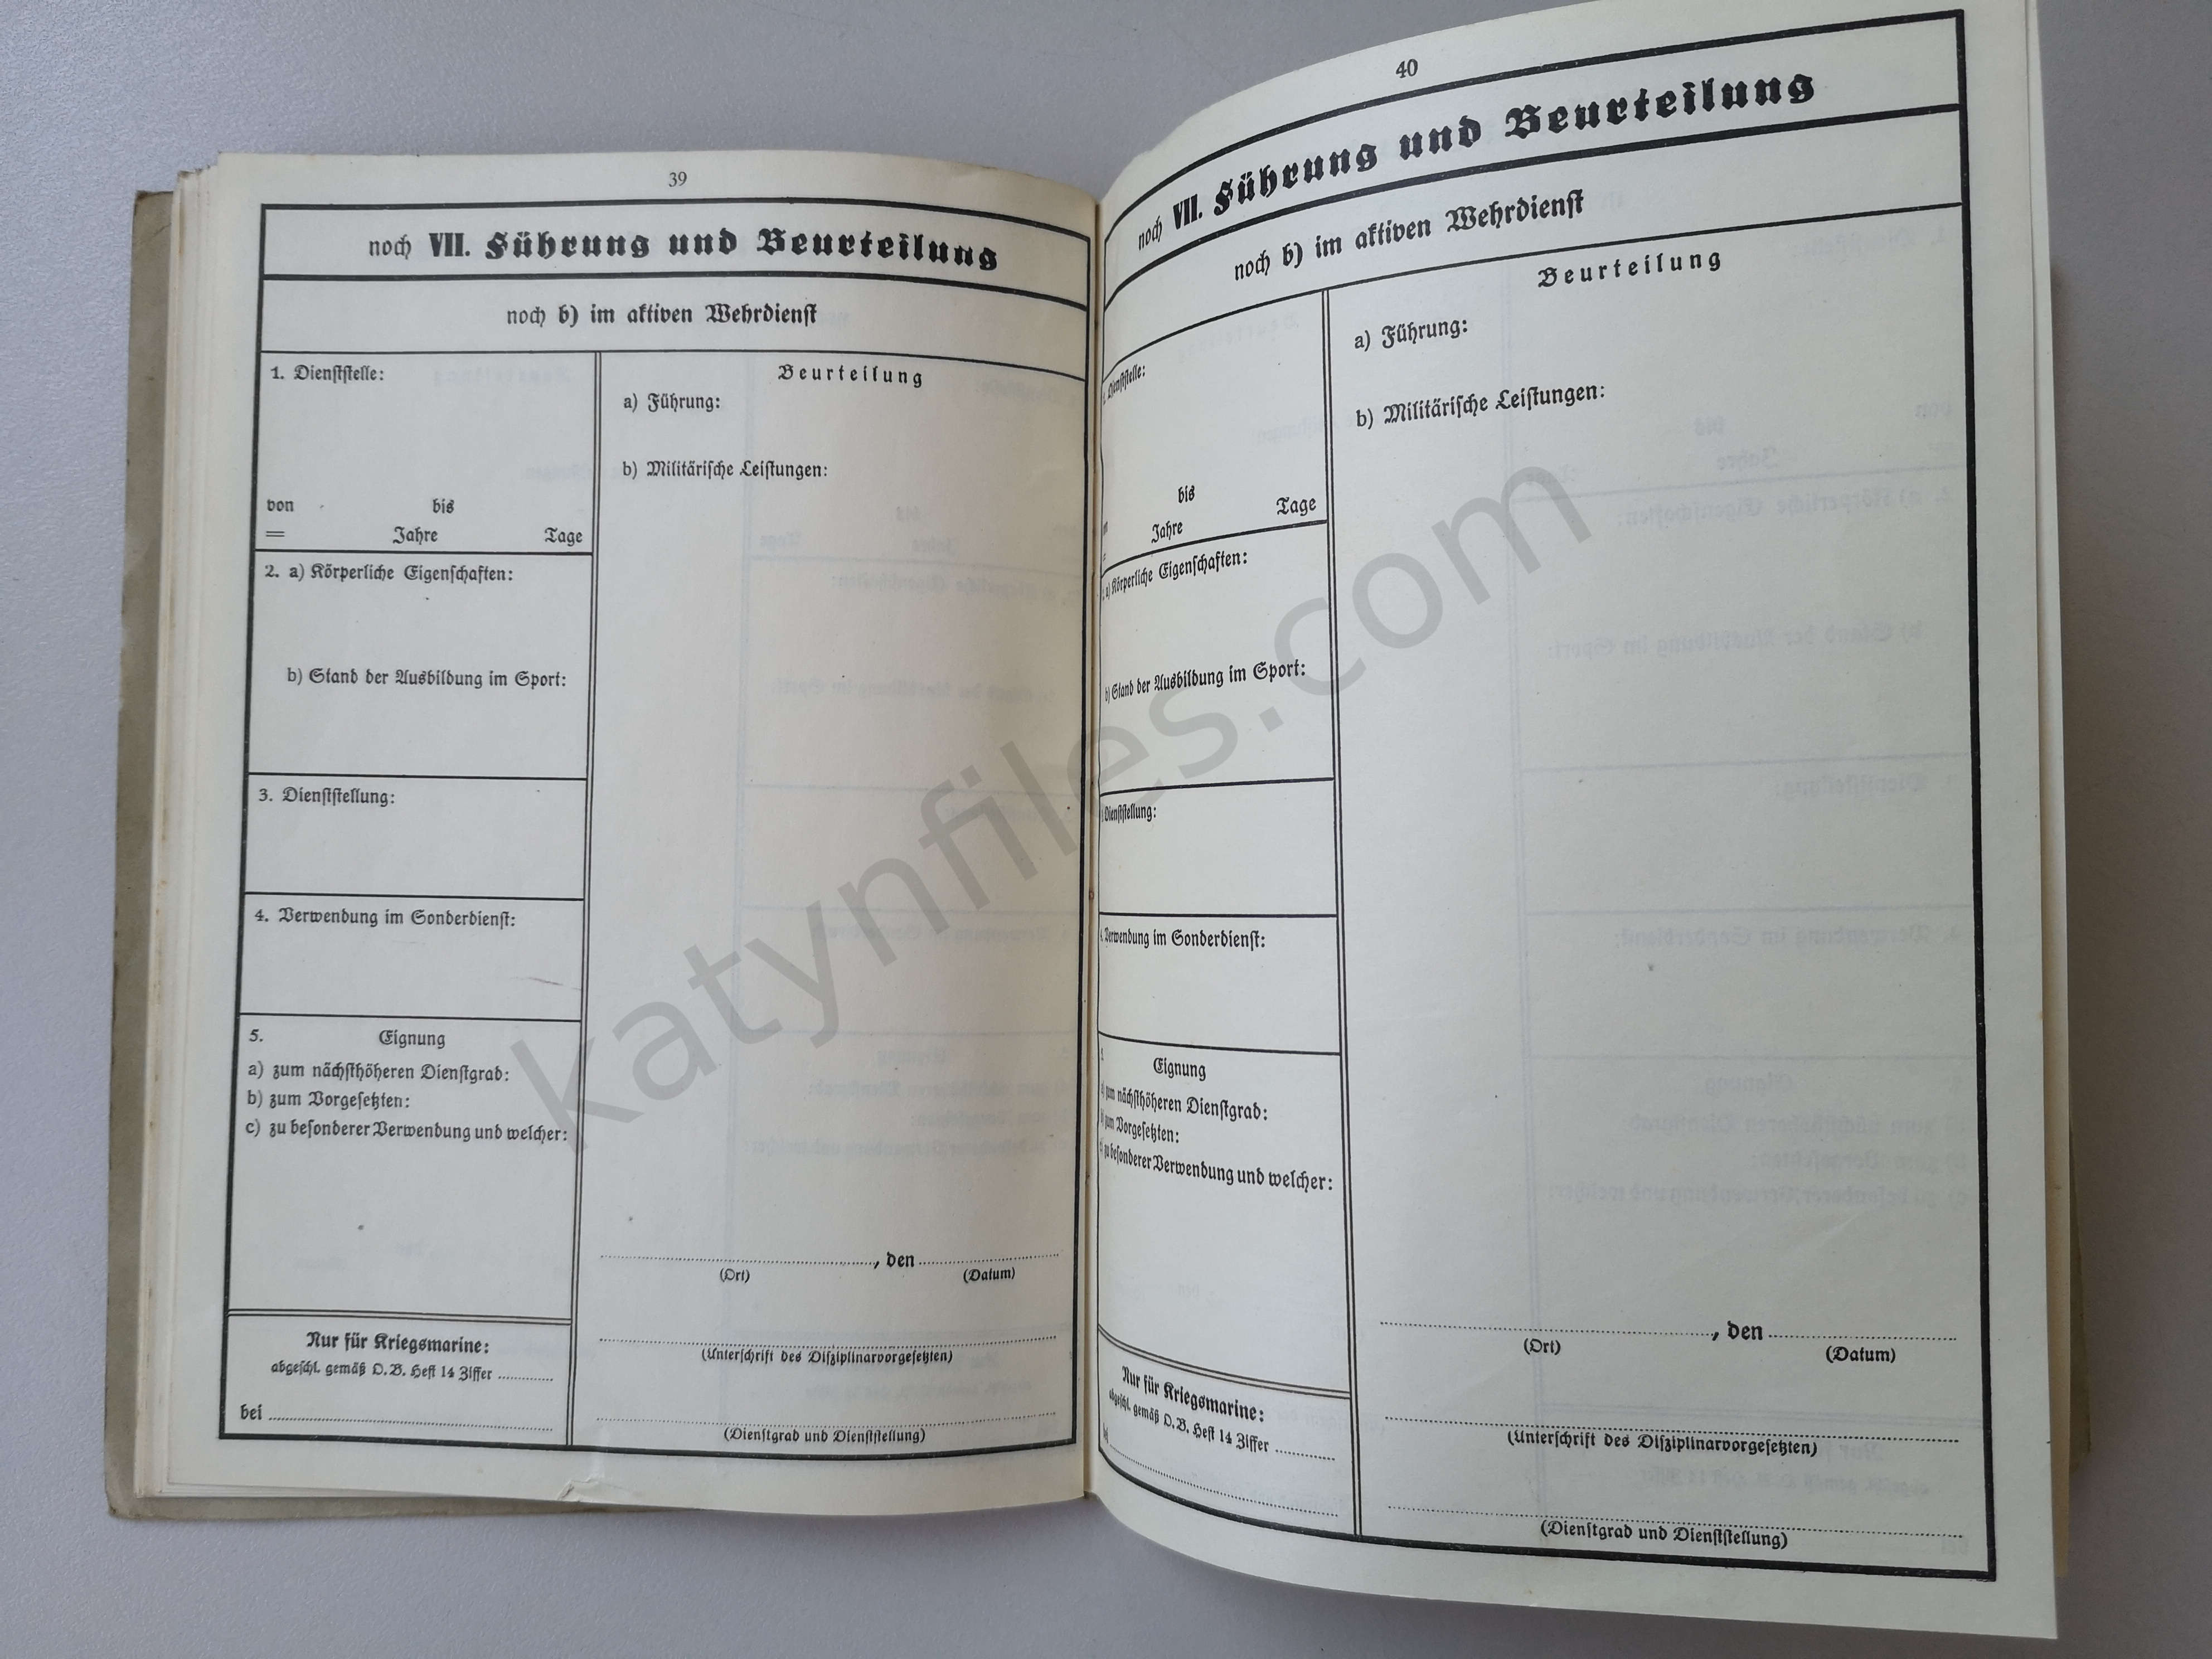 39
noch VII. Führung und Beurteilung
noch b) im aktiven Wehrdienst
1. Dienststelle:
von bis
= Jahre Tage
2. a) Körperliche Eigenschaften:
b) Stand der Ausbildung im Sport:
3. Dienststellung:
4. Verwendung im Sonderdienst:
5. Eignung
a) zum nächsthöheren Dienstgrad:
b) zum Vorgesetzten:
c) zu besonderer Verwendung und welcher:
Nur für Kriegsmarine:
abgeschl. gemäß O.B. Heft 14 Ziffer ............
bei ............
Beurteilung
a) Führung:
b) Militärische Leistungen:
............, den ............
(Ort) (Datum)
(Unterschrift des Disziplinarvorgesetzten)
(Dienstgrad und Dienststellung)
40
noch VII. Führung und Beurteilung
noch b) im aktiven Wehrdienst
Dienststelle:
bis
Jahre Tage
a) Körperliche Eigenschaften:
b) Stand der Ausbildung im Sport:
Dienststellung:
Verwendung im Sonderdienst:
Eignung
zum nächsthöheren Dienstgrad:
zum Vorgesetzten:
zu besonderer Verwendung und welcher:
Nur für Kriegsmarine:
abgeschl. gemäß O.B. Heft 14 Ziffer ............
Beurteilung
a) Führung:
b) Militärische Leistungen:
............, den ............
(Ort) (Datum)
(Unterschrift des Disziplinarvorgesetzten)
(Dienstgrad und Dienststellung)
katynfiles.com